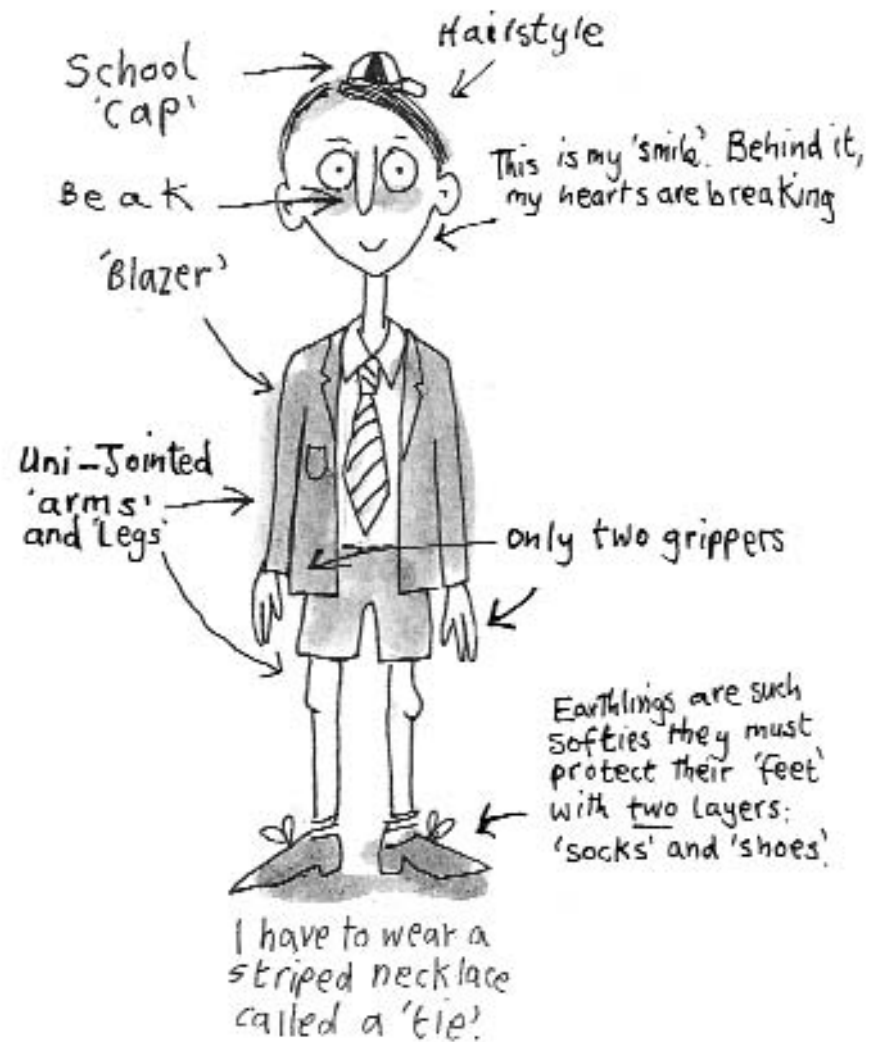 Hairstyle
School
'Cap'
This is my 'smile'. Behind it,
my hearts are breaking
Beak
'Blazer'
Uni-Jointed
'arms'
and 'Legs'
only two grippers
Earthlings are such
softies they must
protect their 'feet'
with two layers:
'socks' and 'shoes'.
I have to wear a
striped necklace
called a 'tie'.